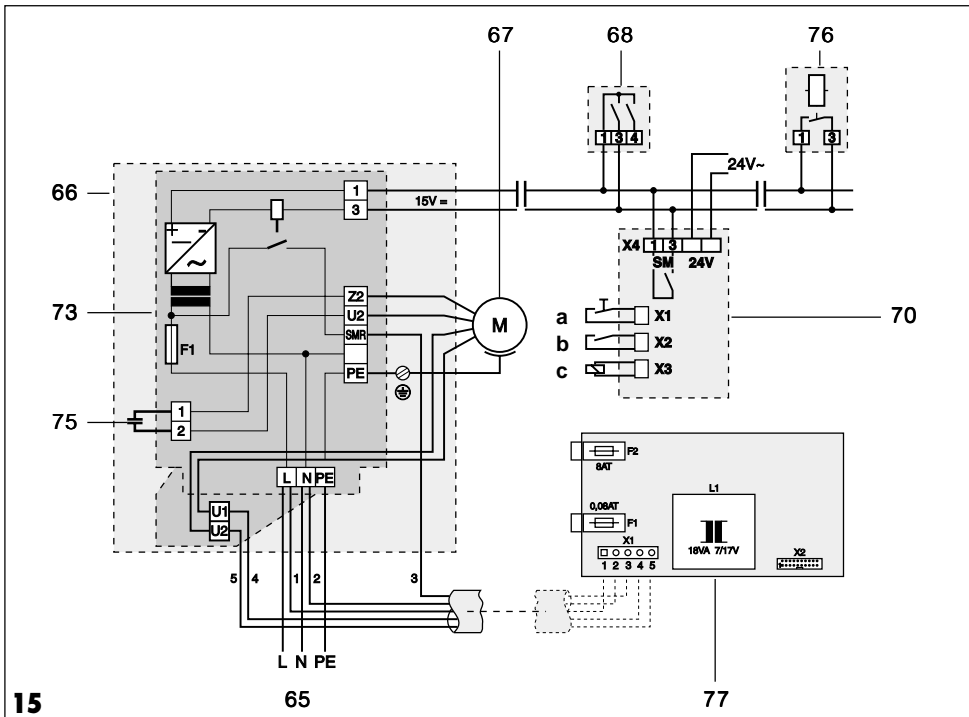 67
68
76
1 3 4
1 3
24V~
66
1
3
15V =
+ –
~
X4 1 3
SM 24V
73
Z2
U2
SMR
PE
M
F1
a X1
b X2
c X3
70
75
1
2
L N PE
U1
U2
F2
8AT
0,08AT
F1
X1
1 2 3 4 5
L1
18VA 7/17V
X2
5 4 1 2 3
L N PE
15
65
77